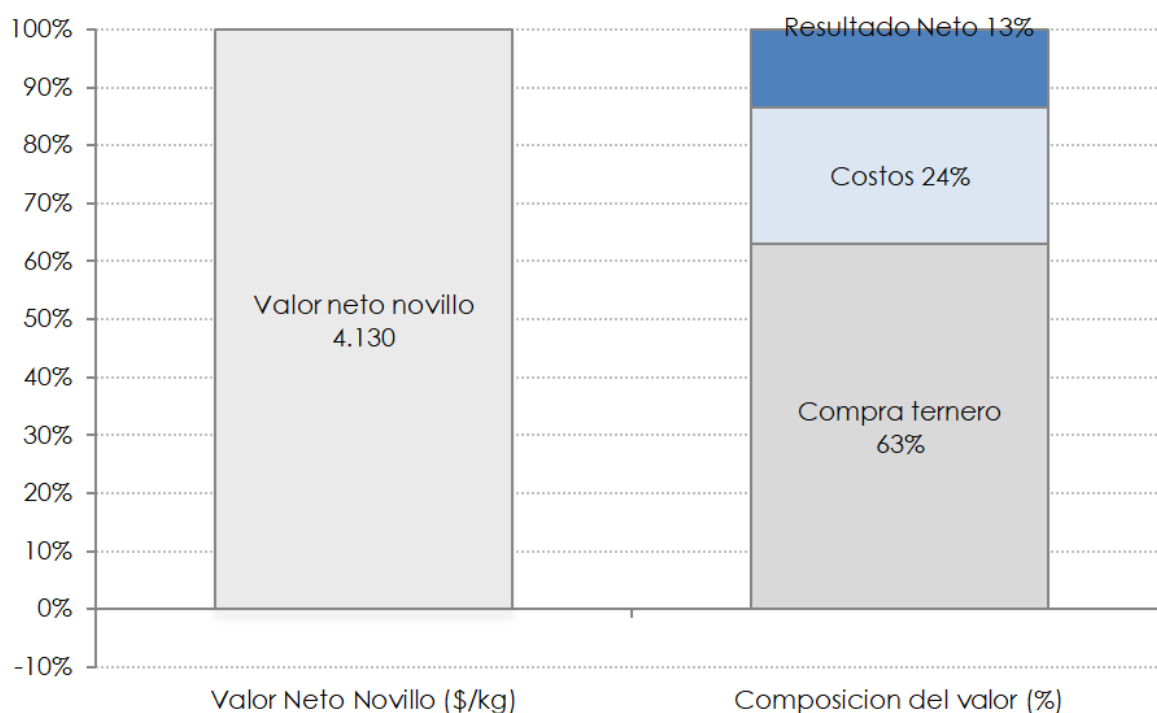 100%
90%
80%
70%
60%
50%
40%
30%
20%
10%
0%
-10%
Valor neto novillo
4.130
Resultado Neto 13%
Costos 24%
Compra ternero
63%
Valor Neto Novillo ($/kg)
Composicion del valor (%)